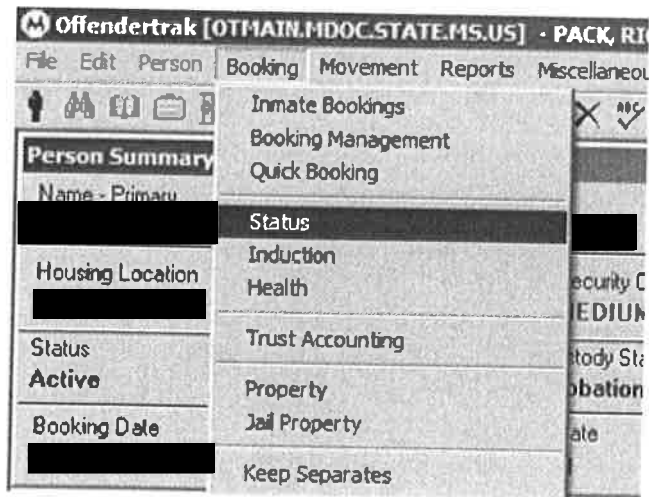 Offendertrak [OTMAIN.MDOC.STATE.MS.US] - PACK, RI
File Edit Person Booking Movement Reports Miscellaneou
Inmate Bookings
Booking Management
Quick Booking
Status
Induction
Health
Trust Accounting
Property
Jail Property
Keep Separates
Person Summary
Name - Primary
Housing Location
Status
Active
Booking Date
ABC
ecurity C
EDIUM
tody Sta
obation
ate